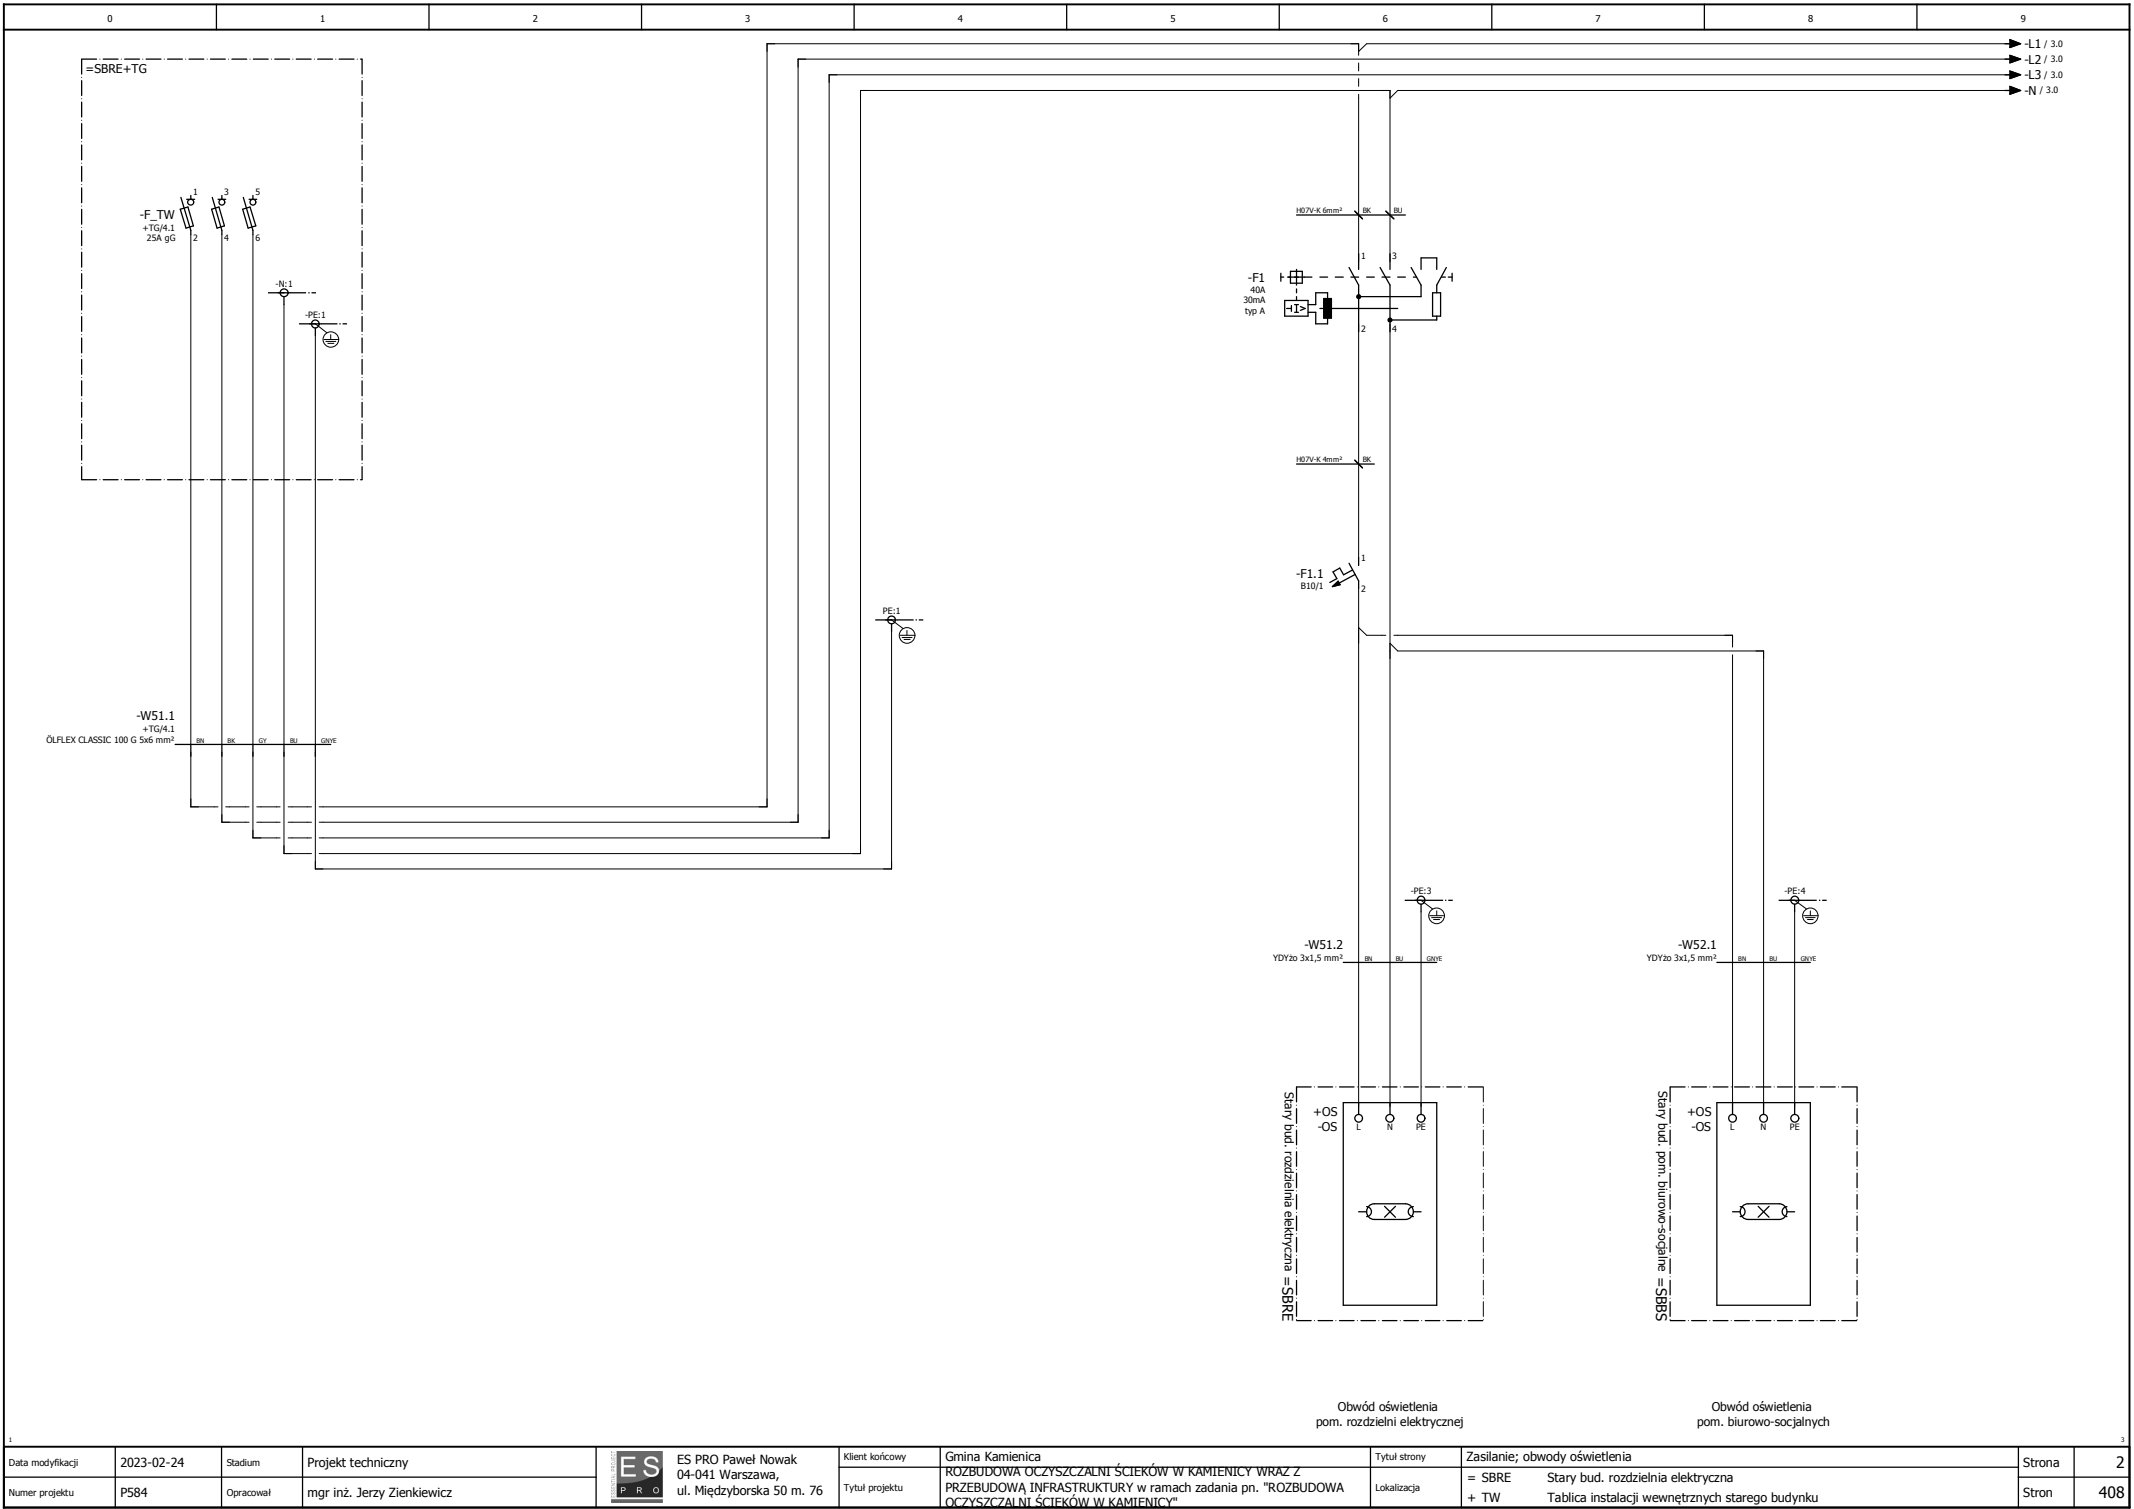 0 1 2 3 4 5 6 7 8 9
-L1 / 3.0
-L2 / 3.0
-L3 / 3.0
-N / 3.0
=SBRE+TG
1 3 5
-F_TW
+TG/4.1
25A gG
2 4 6
-N:1
-PE:1
H07V-K 6mm² BK BU
1 3
-F1
40A
30mA
typ A
I>
2 4
H07V-K 4mm² BK
1
-F1.1
B10/1
2
PE:1
-W51.1
+TG/4.1
ÖLFLEX CLASSIC 100 G 5x6 mm² BN BK GY BU GNYE
-PE:3
-PE:4
-W51.2
YDYżo 3x1,5 mm² BN BU GNYE
-W52.1
YDYżo 3x1,5 mm² BN BU GNYE
Stary bud. rozdzielnia elektryczna =SBRE
+OS
-OS
L N PE
Stary bud. pom. biurowo-socjalne =SBBS
+OS
-OS
L N PE
Obwód oświetlenia
pom. rozdzielni elektrycznej
Obwód oświetlenia
pom. biurowo-socjalnych
1
3
Data modyfikacji 2023-02-24 Stadium Projekt techniczny
Numer projektu P584 Opracował mgr inż. Jerzy Zienkiewicz
ESSENTIAL PROJECT
ES
PRO
ES PRO Paweł Nowak
04-041 Warszawa,
ul. Międzyborska 50 m. 76
Klient końcowy Gmina Kamienica
Tytuł projektu
ROZBUDOWA OCZYSZCZALNI ŚCIEKÓW W KAMIENICY WRAZ Z
PRZEBUDOWĄ INFRASTRUKTURY w ramach zadania pn. "ROZBUDOWA
OCZYSZCZALNI ŚCIEKÓW W KAMIENICY"
Tytuł strony Zasilanie; obwody oświetlenia
Lokalizacja
= SBRE Stary bud. rozdzielnia elektryczna
+ TW Tablica instalacji wewnętrznych starego budynku
Strona 2
Stron 408